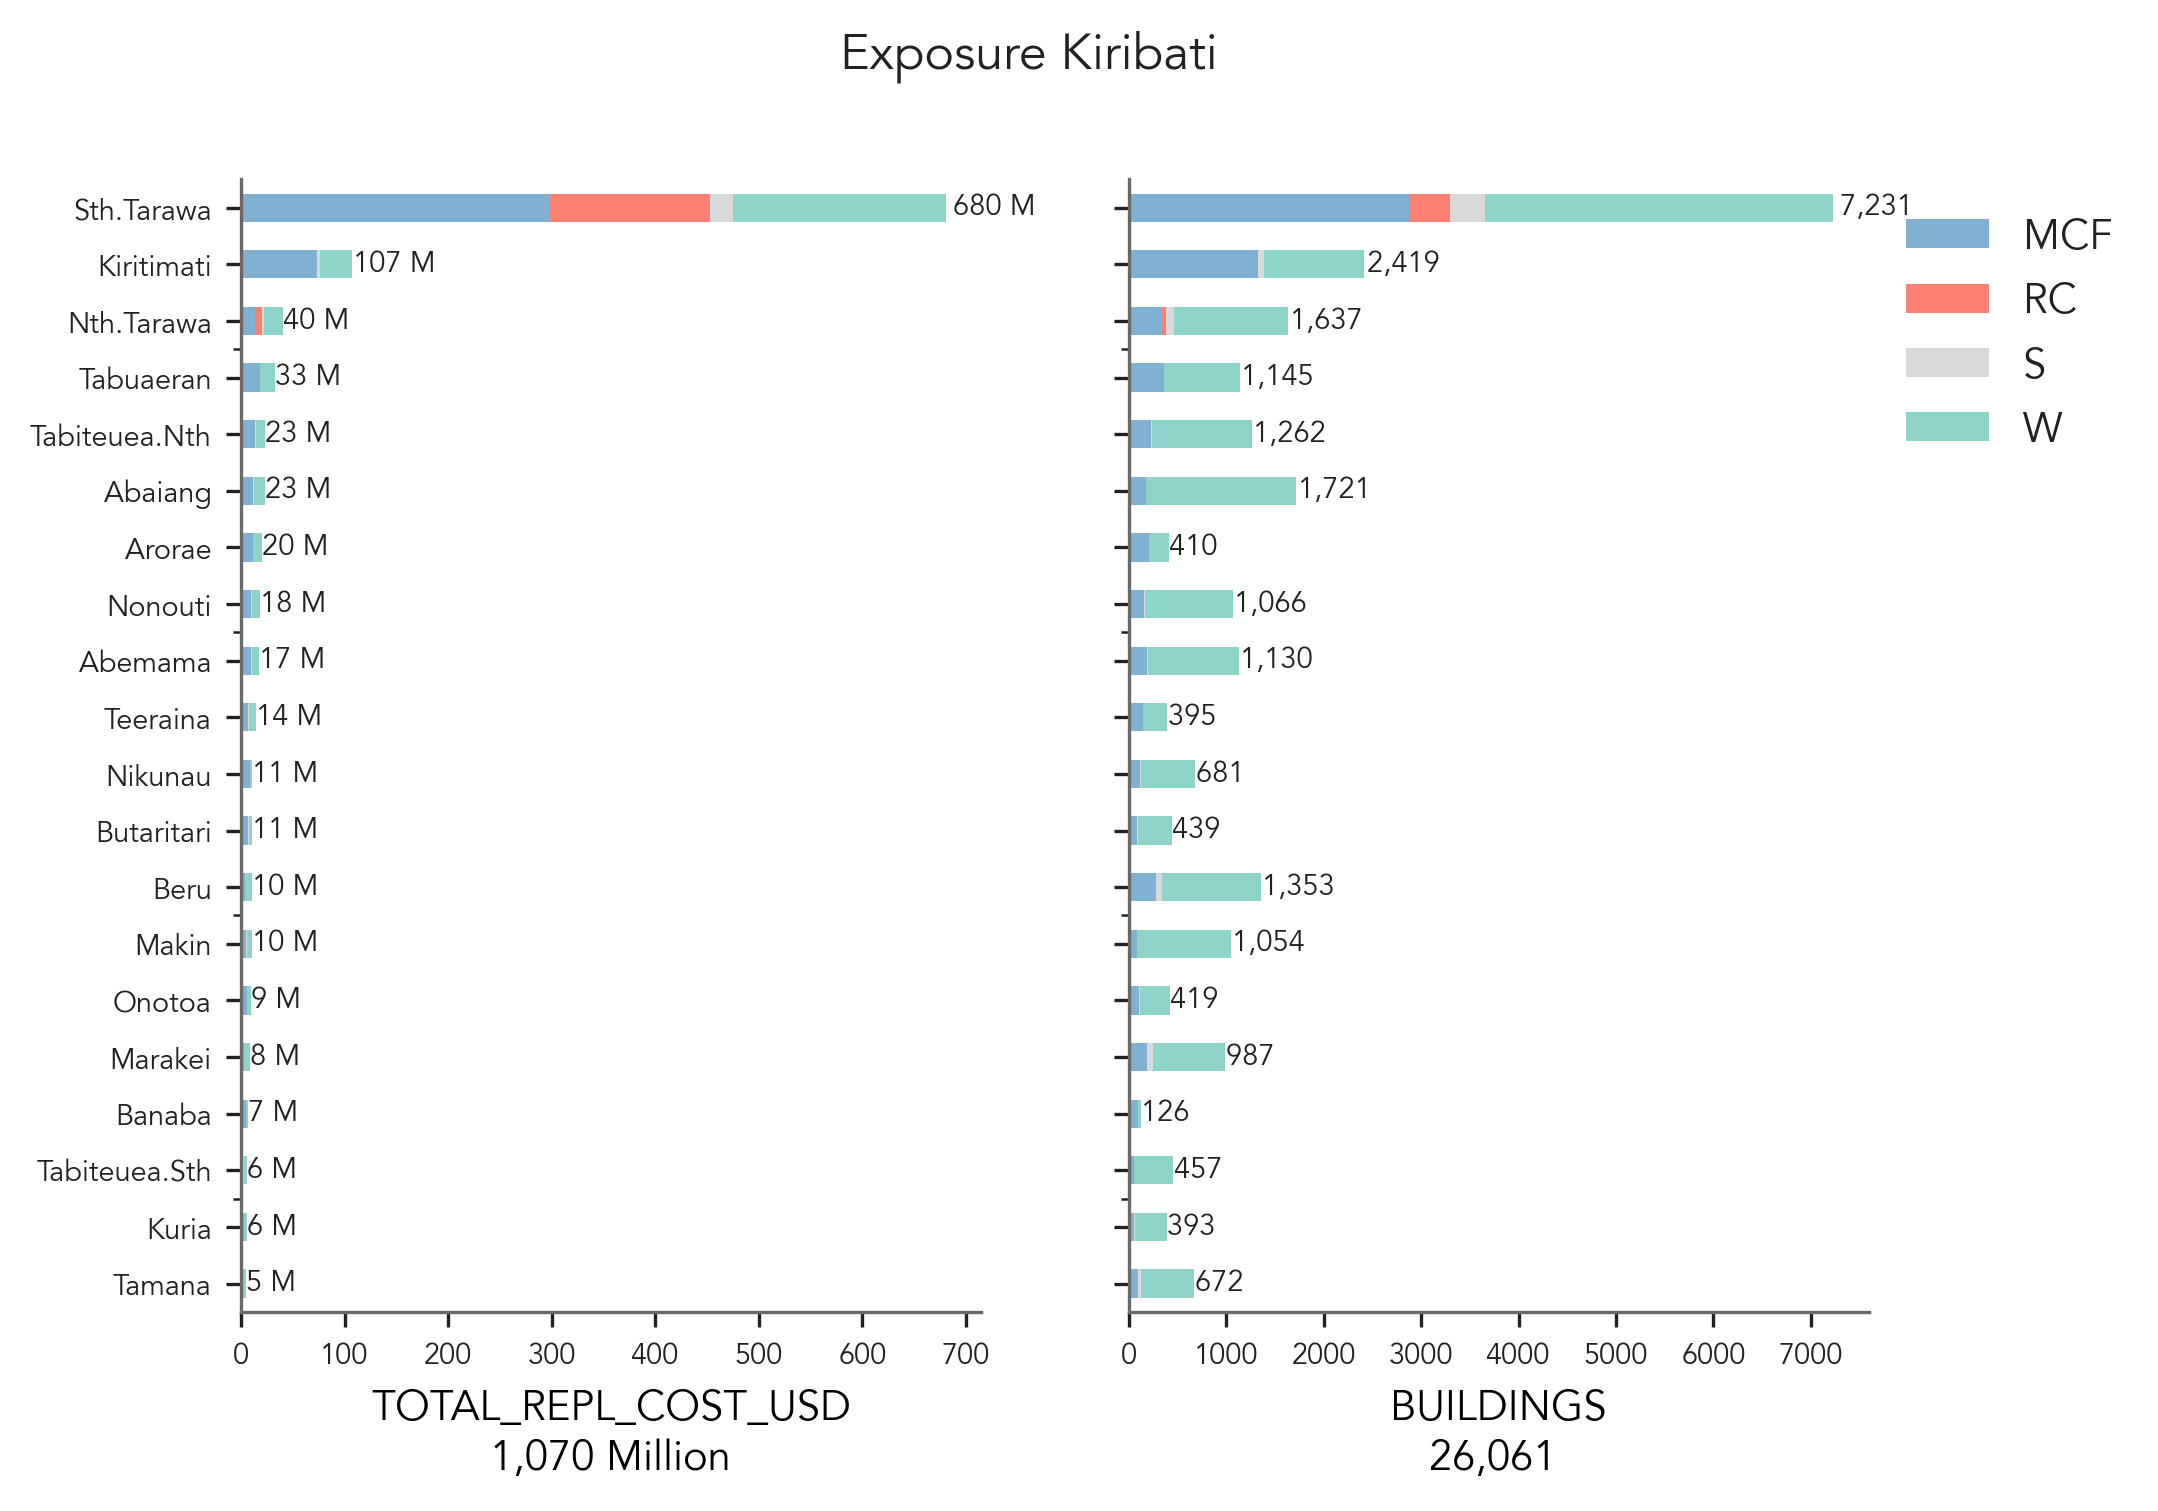 Exposure Kiribati
Sth.Tarawa 680 M 7,231
Kiritimati 107 M 2,419
Nth.Tarawa 40 M 1,637
Tabuaeran 33 M 1,145
Tabiteuea.Nth 23 M 1,262
Abaiang 23 M 1,721
Arorae 20 M 410
Nonouti 18 M 1,066
Abemama 17 M 1,130
Teeraina 14 M 395
Nikunau 11 M 681
Butaritari 11 M 439
Beru 10 M 1,353
Makin 10 M 1,054
Onotoa 9 M 419
Marakei 8 M 987
Banaba 7 M 126
Tabiteuea.Sth 6 M 457
Kuria 6 M 393
Tamana 5 M 672
0 100 200 300 400 500 600 700
0 1000 2000 3000 4000 5000 6000 7000
TOTAL_REPL_COST_USD
1,070 Million
BUILDINGS
26,061
MCF
RC
S
W